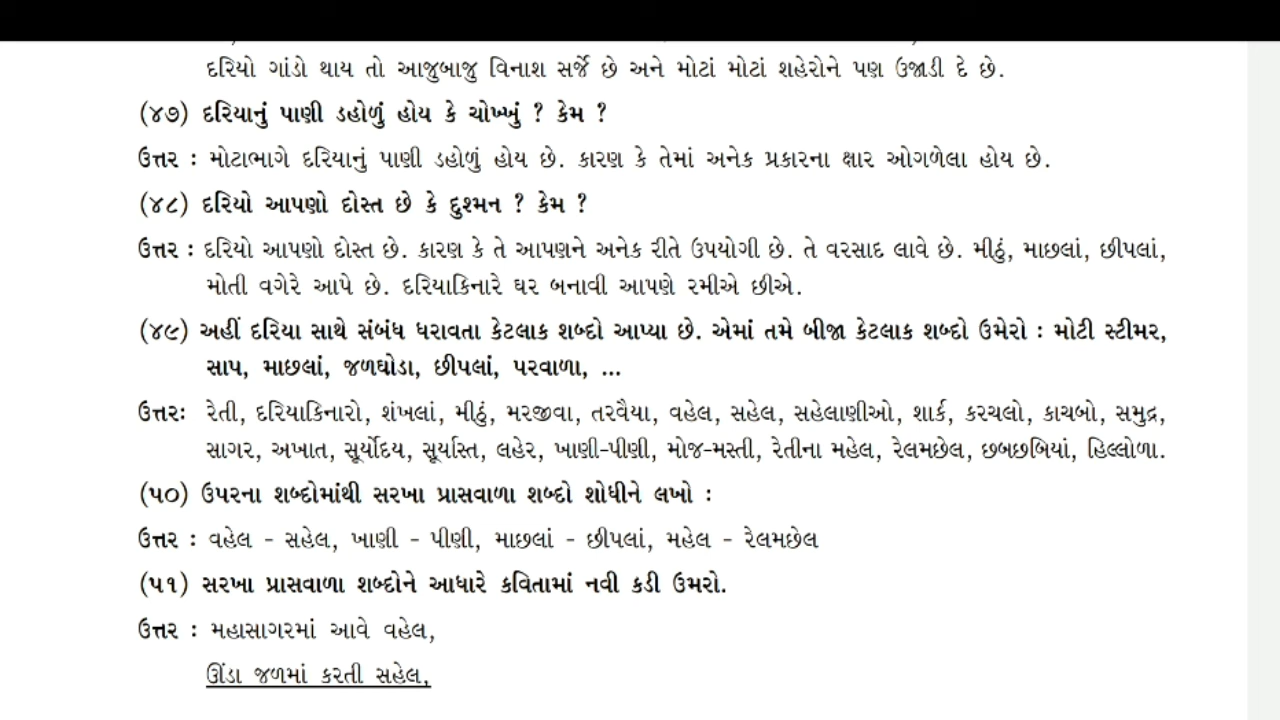 દરિયો ગાંડો થાય તો આજુબાજુ વિનાશ સર્જે છે અને મોટાં મોટાં શહેરોને પણ ઉજાડી દે છે.
(૪૭) દરિયાનું પાણી ડહોળું હોય કે ચોખ્ખું ? કેમ ?
ઉત્તર : મોટાભાગે દરિયાનું પાણી ડહોળું હોય છે. કારણ કે તેમાં અનેક પ્રકારના ક્ષાર ઓગળેલા હોય છે.
(૪૮) દરિયો આપણો દોસ્ત છે કે દુશ્મન ? કેમ ?
ઉત્તર : દરિયો આપણો દોસ્ત છે. કારણ કે તે આપણને અનેક રીતે ઉપયોગી છે. તે વરસાદ લાવે છે. મીઠું, માછલાં, છીપલાં,
મોતી વગેરે આપે છે. દરિયાકિનારે ઘર બનાવી આપણે રમીએ છીએ.
(૪૯) અહીં દરિયા સાથે સંબંધ ધરાવતા કેટલાક શબ્દો આપ્યા છે. એમાં તમે બીજા કેટલાક શબ્દો ઉમેરો : મોટી સ્ટીમર,
સાપ, માછલાં, જળઘોડા, છીપલાં, પરવાળા, ...
ઉત્તરઃ રેતી, દરિયાકિનારો, શંખલાં, મીઠું, મરજીવા, તરવૈયા, વહેલ, સહેલ, સહેલાણીઓ, શાર્ક, કરચલો, કાચબો, સમુદ્ર,
સાગર, અખાત, સૂર્યોદય, સૂર્યાસ્ત, લહેર, ખાણી-પીણી, મોજ-મસ્તી, રેતીના મહેલ, રેલમછેલ, છબછબિયાં, હિલ્લોળા.
(૫૦) ઉપરના શબ્દોમાંથી સરખા પ્રાસવાળા શબ્દો શોધીને લખો :
ઉત્તર : વહેલ - સહેલ, ખાણી - પીણી, માછલાં - છીપલાં, મહેલ - રેલમછેલ
(૫૧) સરખા પ્રાસવાળા શબ્દોને આધારે કવિતામાં નવી કડી ઉમરો.
ઉત્તર : મહાસાગરમાં આવે વહેલ,
ઊંડા જળમાં કરતી સહેલ,